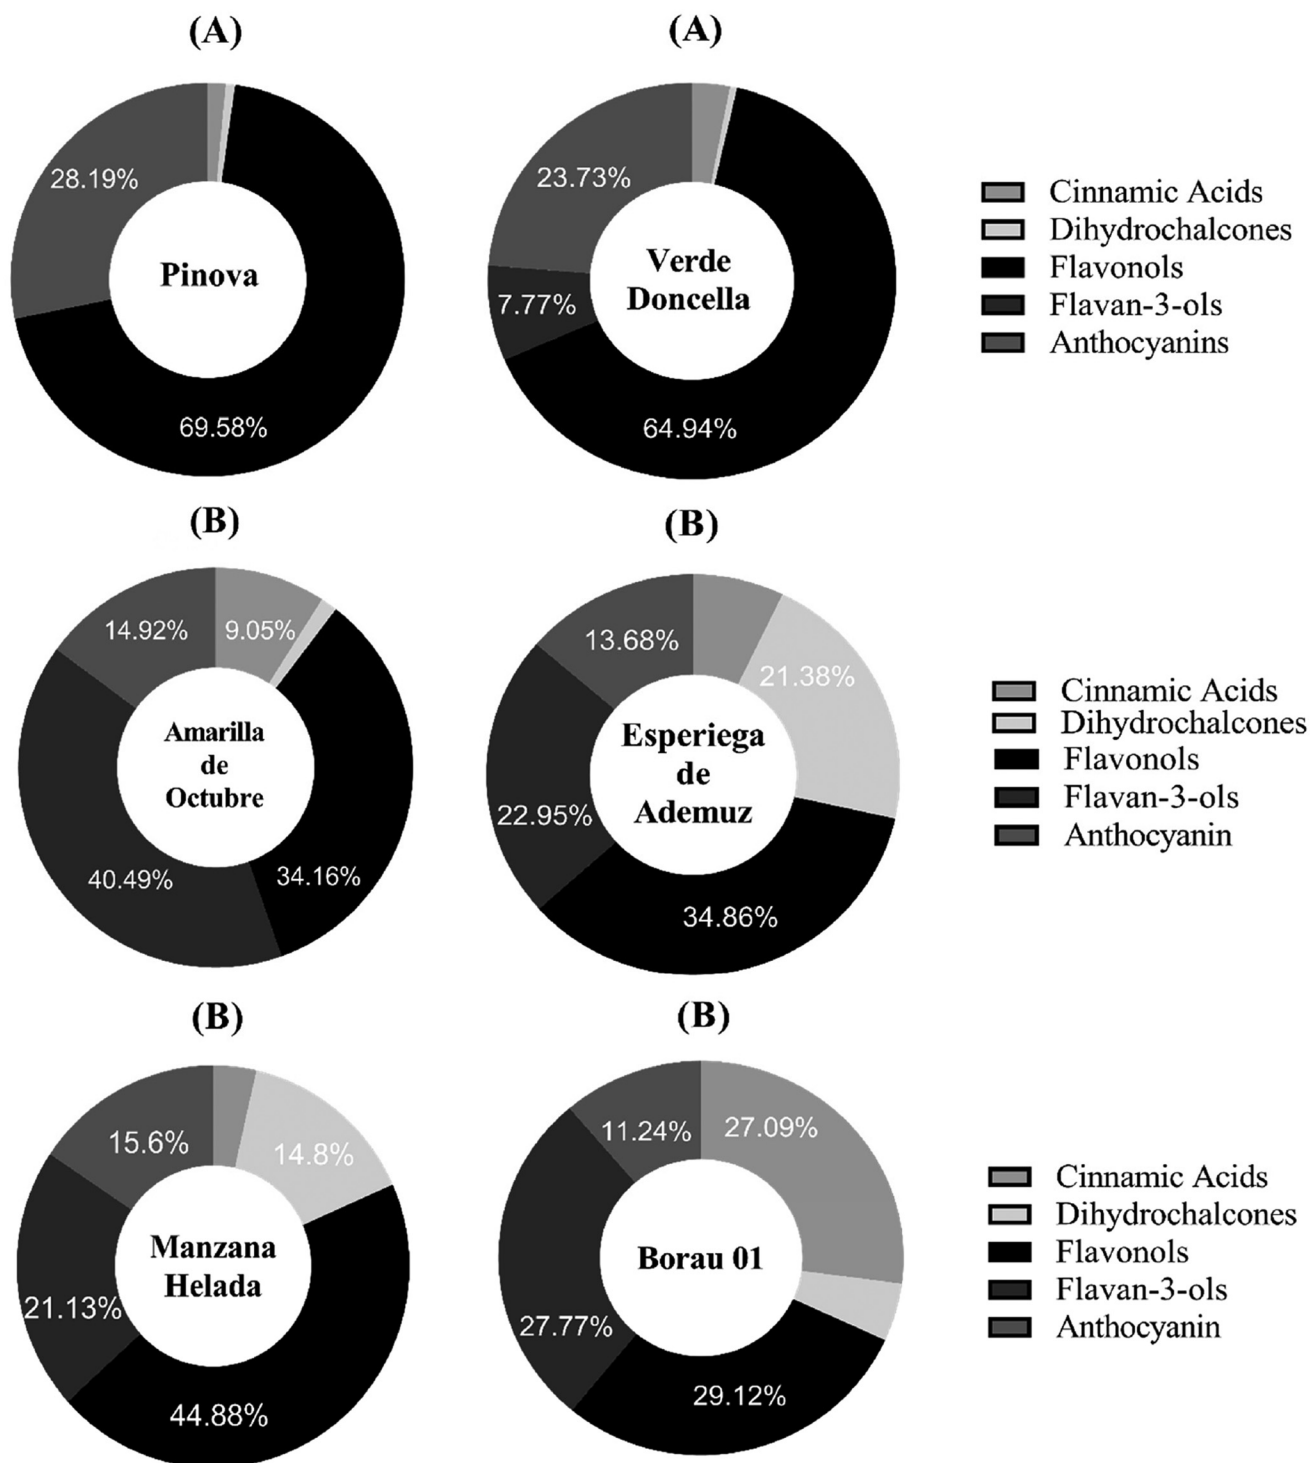 (A)
28.19%
Pinova
69.58%
(A)
23.73%
7.77%
Verde
Doncella
64.94%
Cinnamic Acids
Dihydrochalcones
Flavonols
Flavan-3-ols
Anthocyanins
(B)
14.92%
9.05%
Amarilla
de
Octubre
40.49%
34.16%
(B)
13.68%
21.38%
Esperiega
de
Ademuz
22.95%
34.86%
Cinnamic Acids
Dihydrochalcones
Flavonols
Flavan-3-ols
Anthocyanin
(B)
15.6%
14.8%
Manzana
Helada
21.13%
44.88%
(B)
11.24%
27.09%
Borau 01
27.77%
29.12%
Cinnamic Acids
Dihydrochalcones
Flavonols
Flavan-3-ols
Anthocyanin